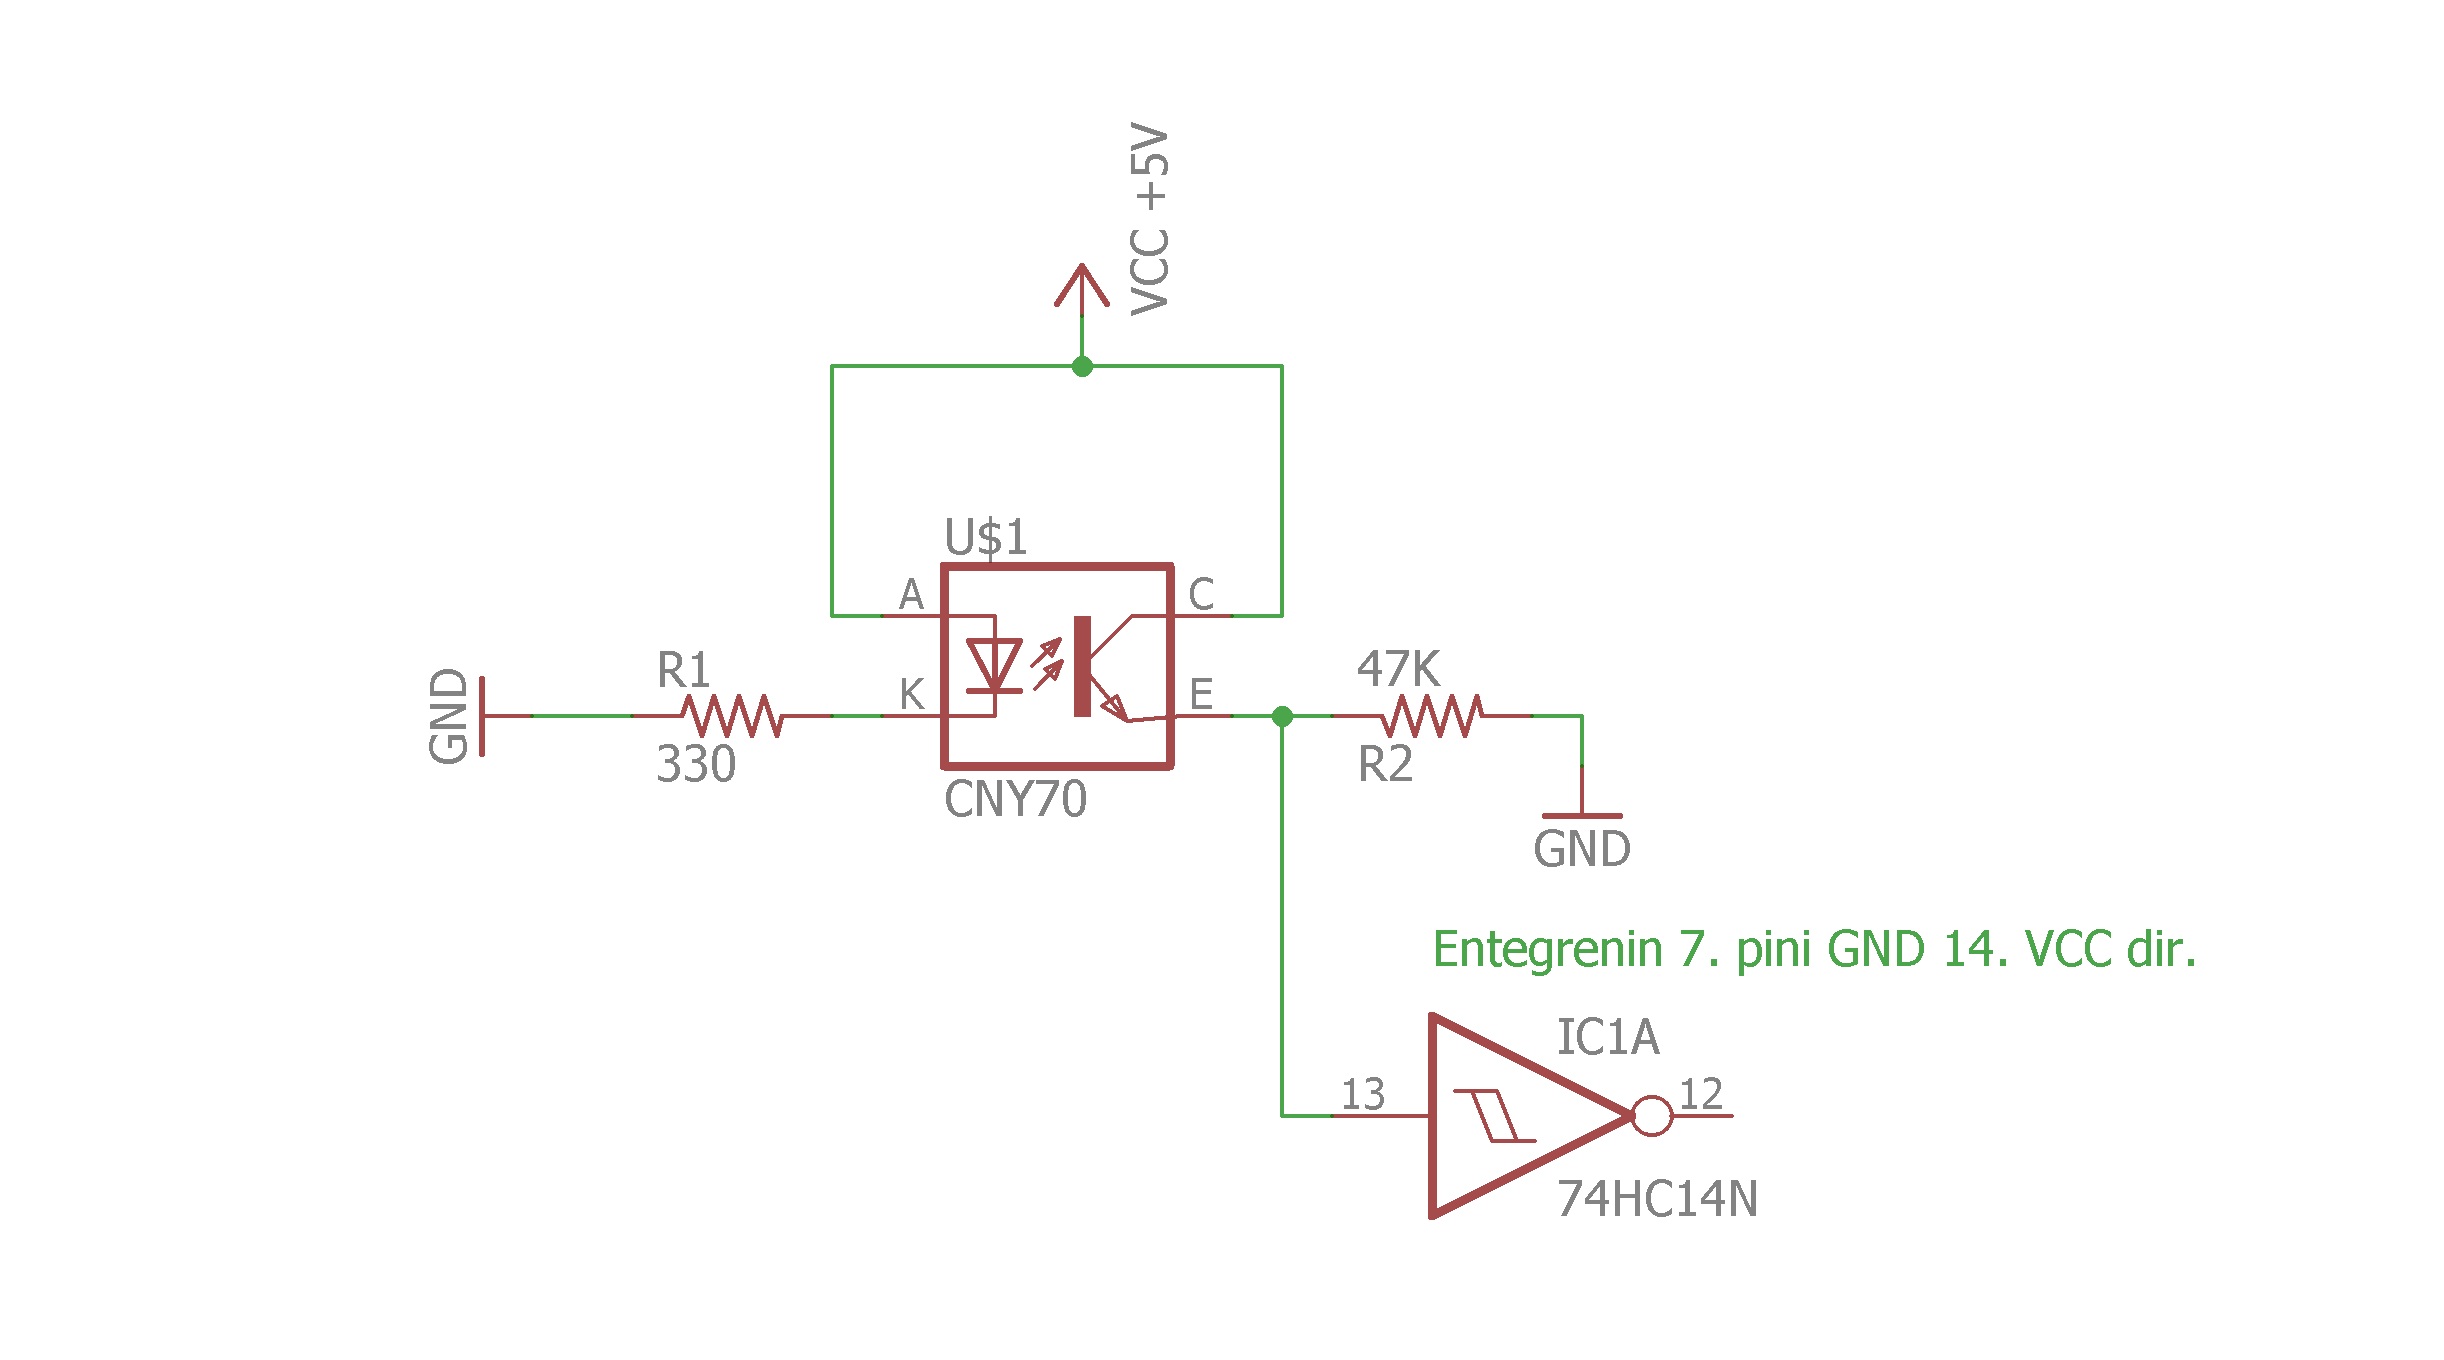 VCC +5V
U$1
A
C
R1
K
E
47K
GND
330
R2
CNY70
GND
Entegrenin 7. pini GND 14. VCC dir.
IC1A
13
12
74HC14N